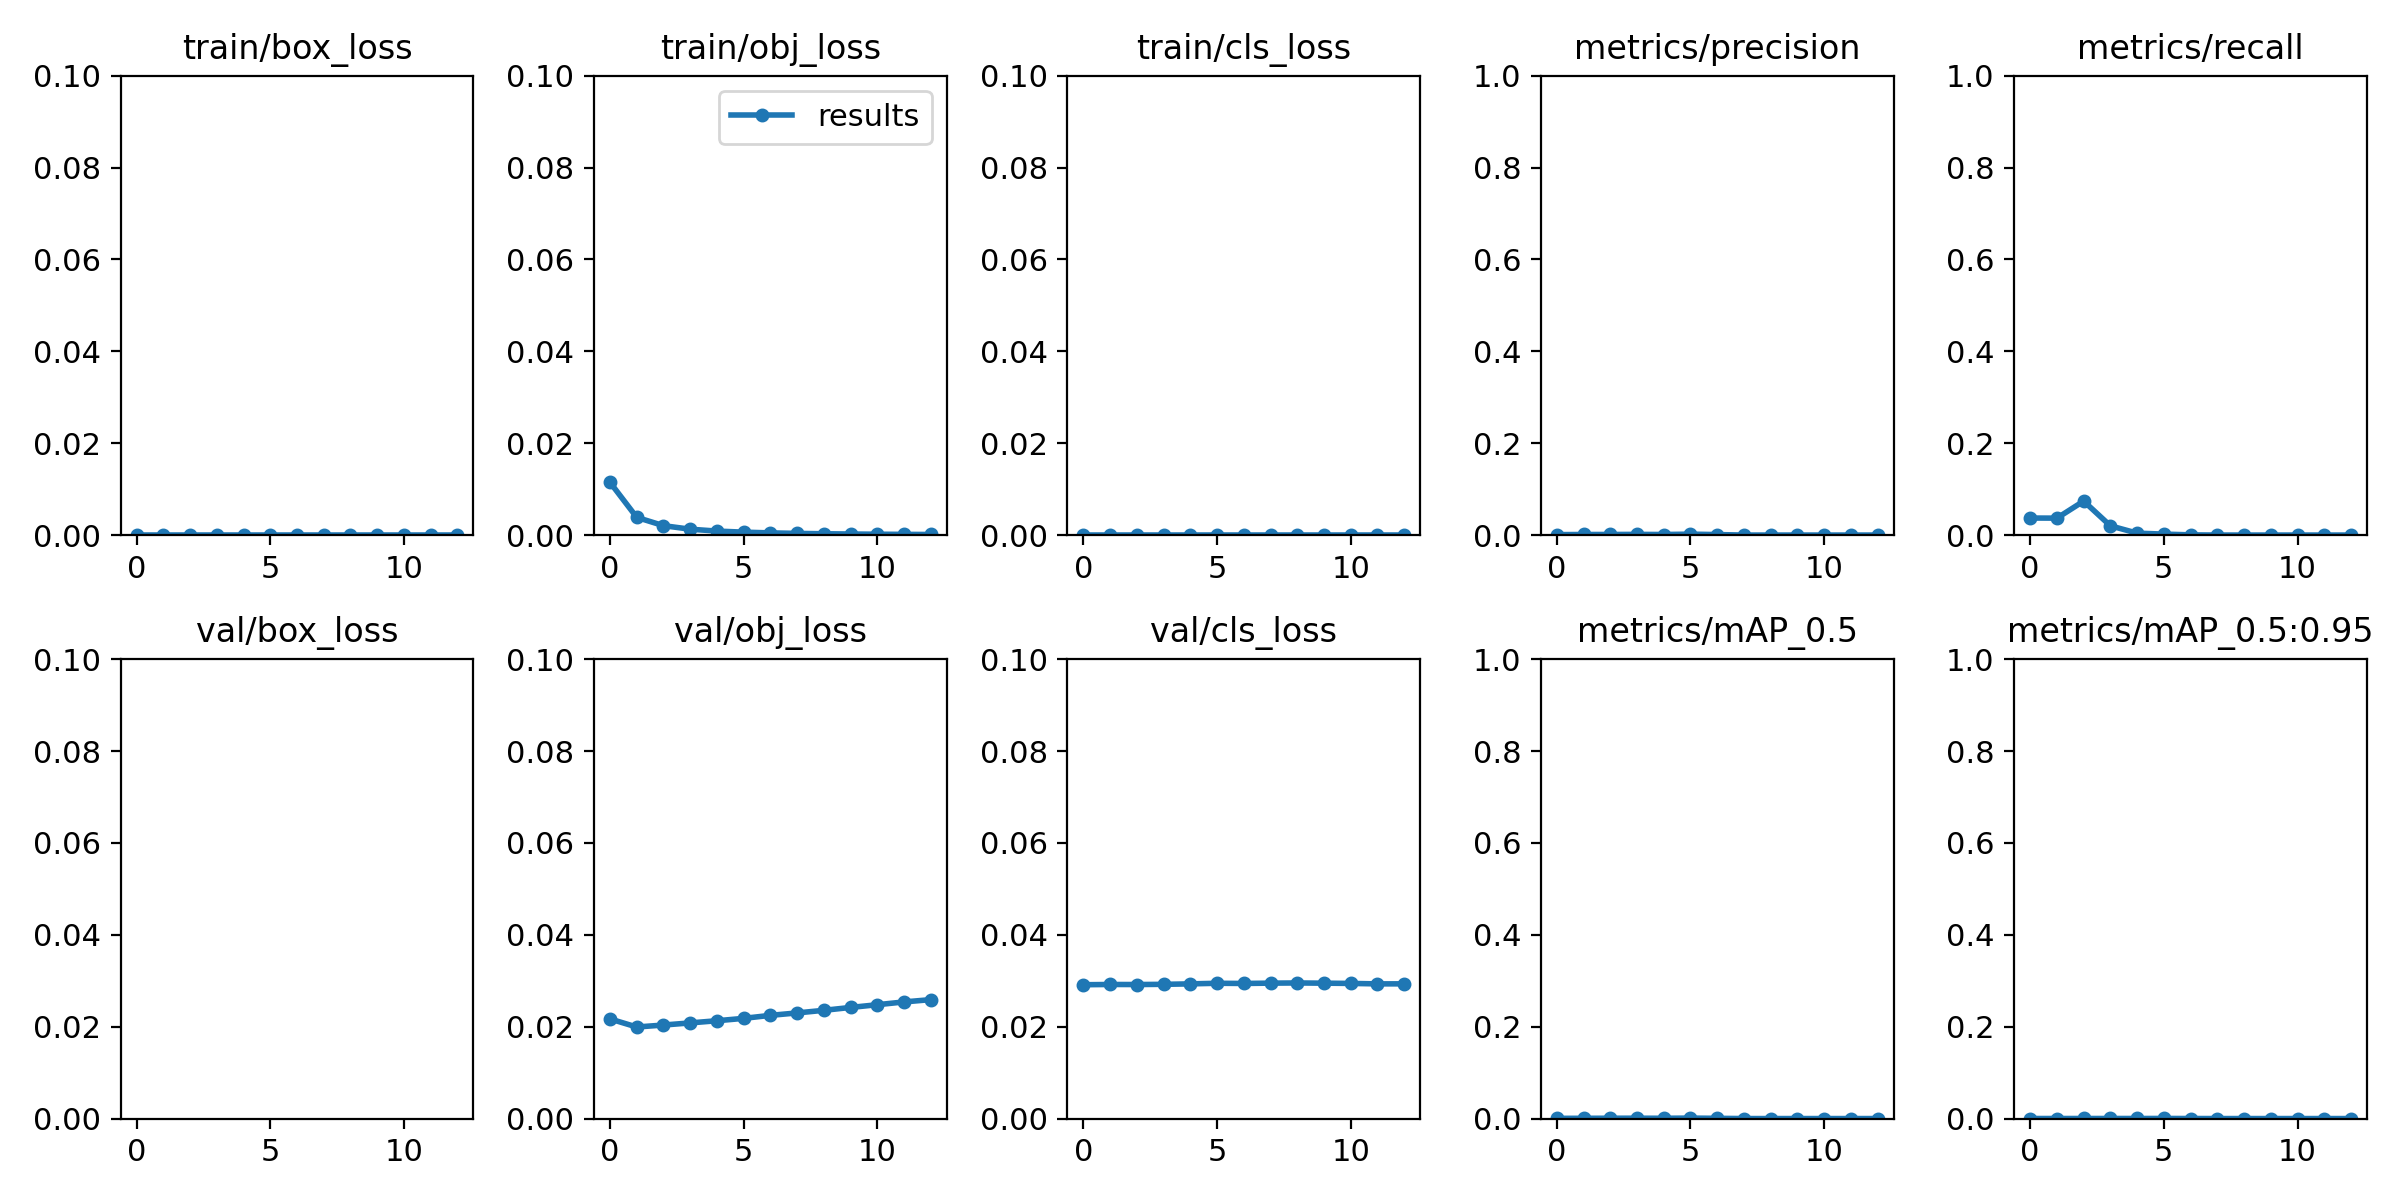 train/box_loss train/obj_loss train/cls_loss metrics/precision metrics/recall
0.10 0.10 0.10 1.0 1.0
results
0.08 0.08 0.08 0.8 0.8
0.06 0.06 0.06 0.6 0.6
0.04 0.04 0.04 0.4 0.4
0.02 0.02 0.02 0.2 0.2
0.00 0.00 0.00 0.0 0.0
0 5 10 0 5 10 0 5 10 0 5 10 0 5 10
val/box_loss val/obj_loss val/cls_loss metrics/mAP_0.5 metrics/mAP_0.5:0.95
0.10 0.10 0.10 1.0 1.0
0.08 0.08 0.08 0.8 0.8
0.06 0.06 0.06 0.6 0.6
0.04 0.04 0.04 0.4 0.4
0.02 0.02 0.02 0.2 0.2
0.00 0.00 0.00 0.0 0.0
0 5 10 0 5 10 0 5 10 0 5 10 0 5 10